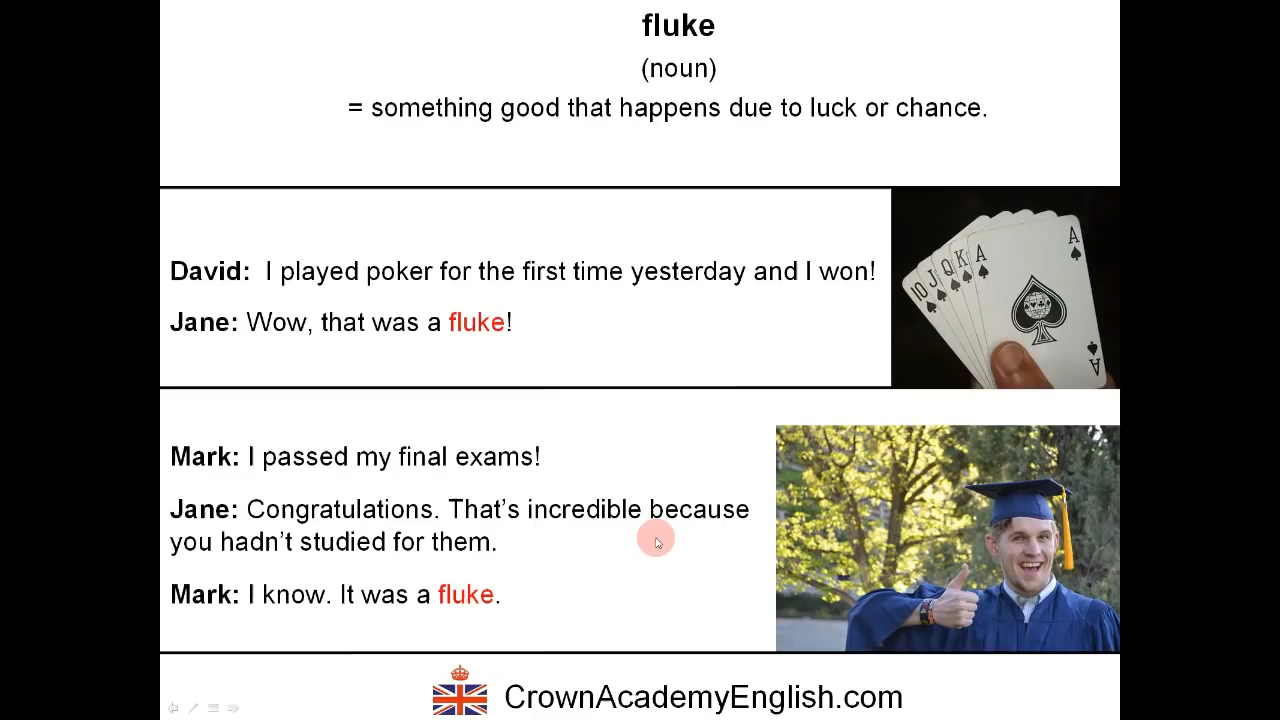 fluke
(noun)
= something good that happens due to luck or chance.
David: I played poker for the first time yesterday and I won!
Jane: Wow, that was a fluke!
10 J Q K A A
A
Mark: I passed my final exams!
Jane: Congratulations. That's incredible because
you hadn't studied for them.
Mark: I know. It was a fluke.
CrownAcademyEnglish.com